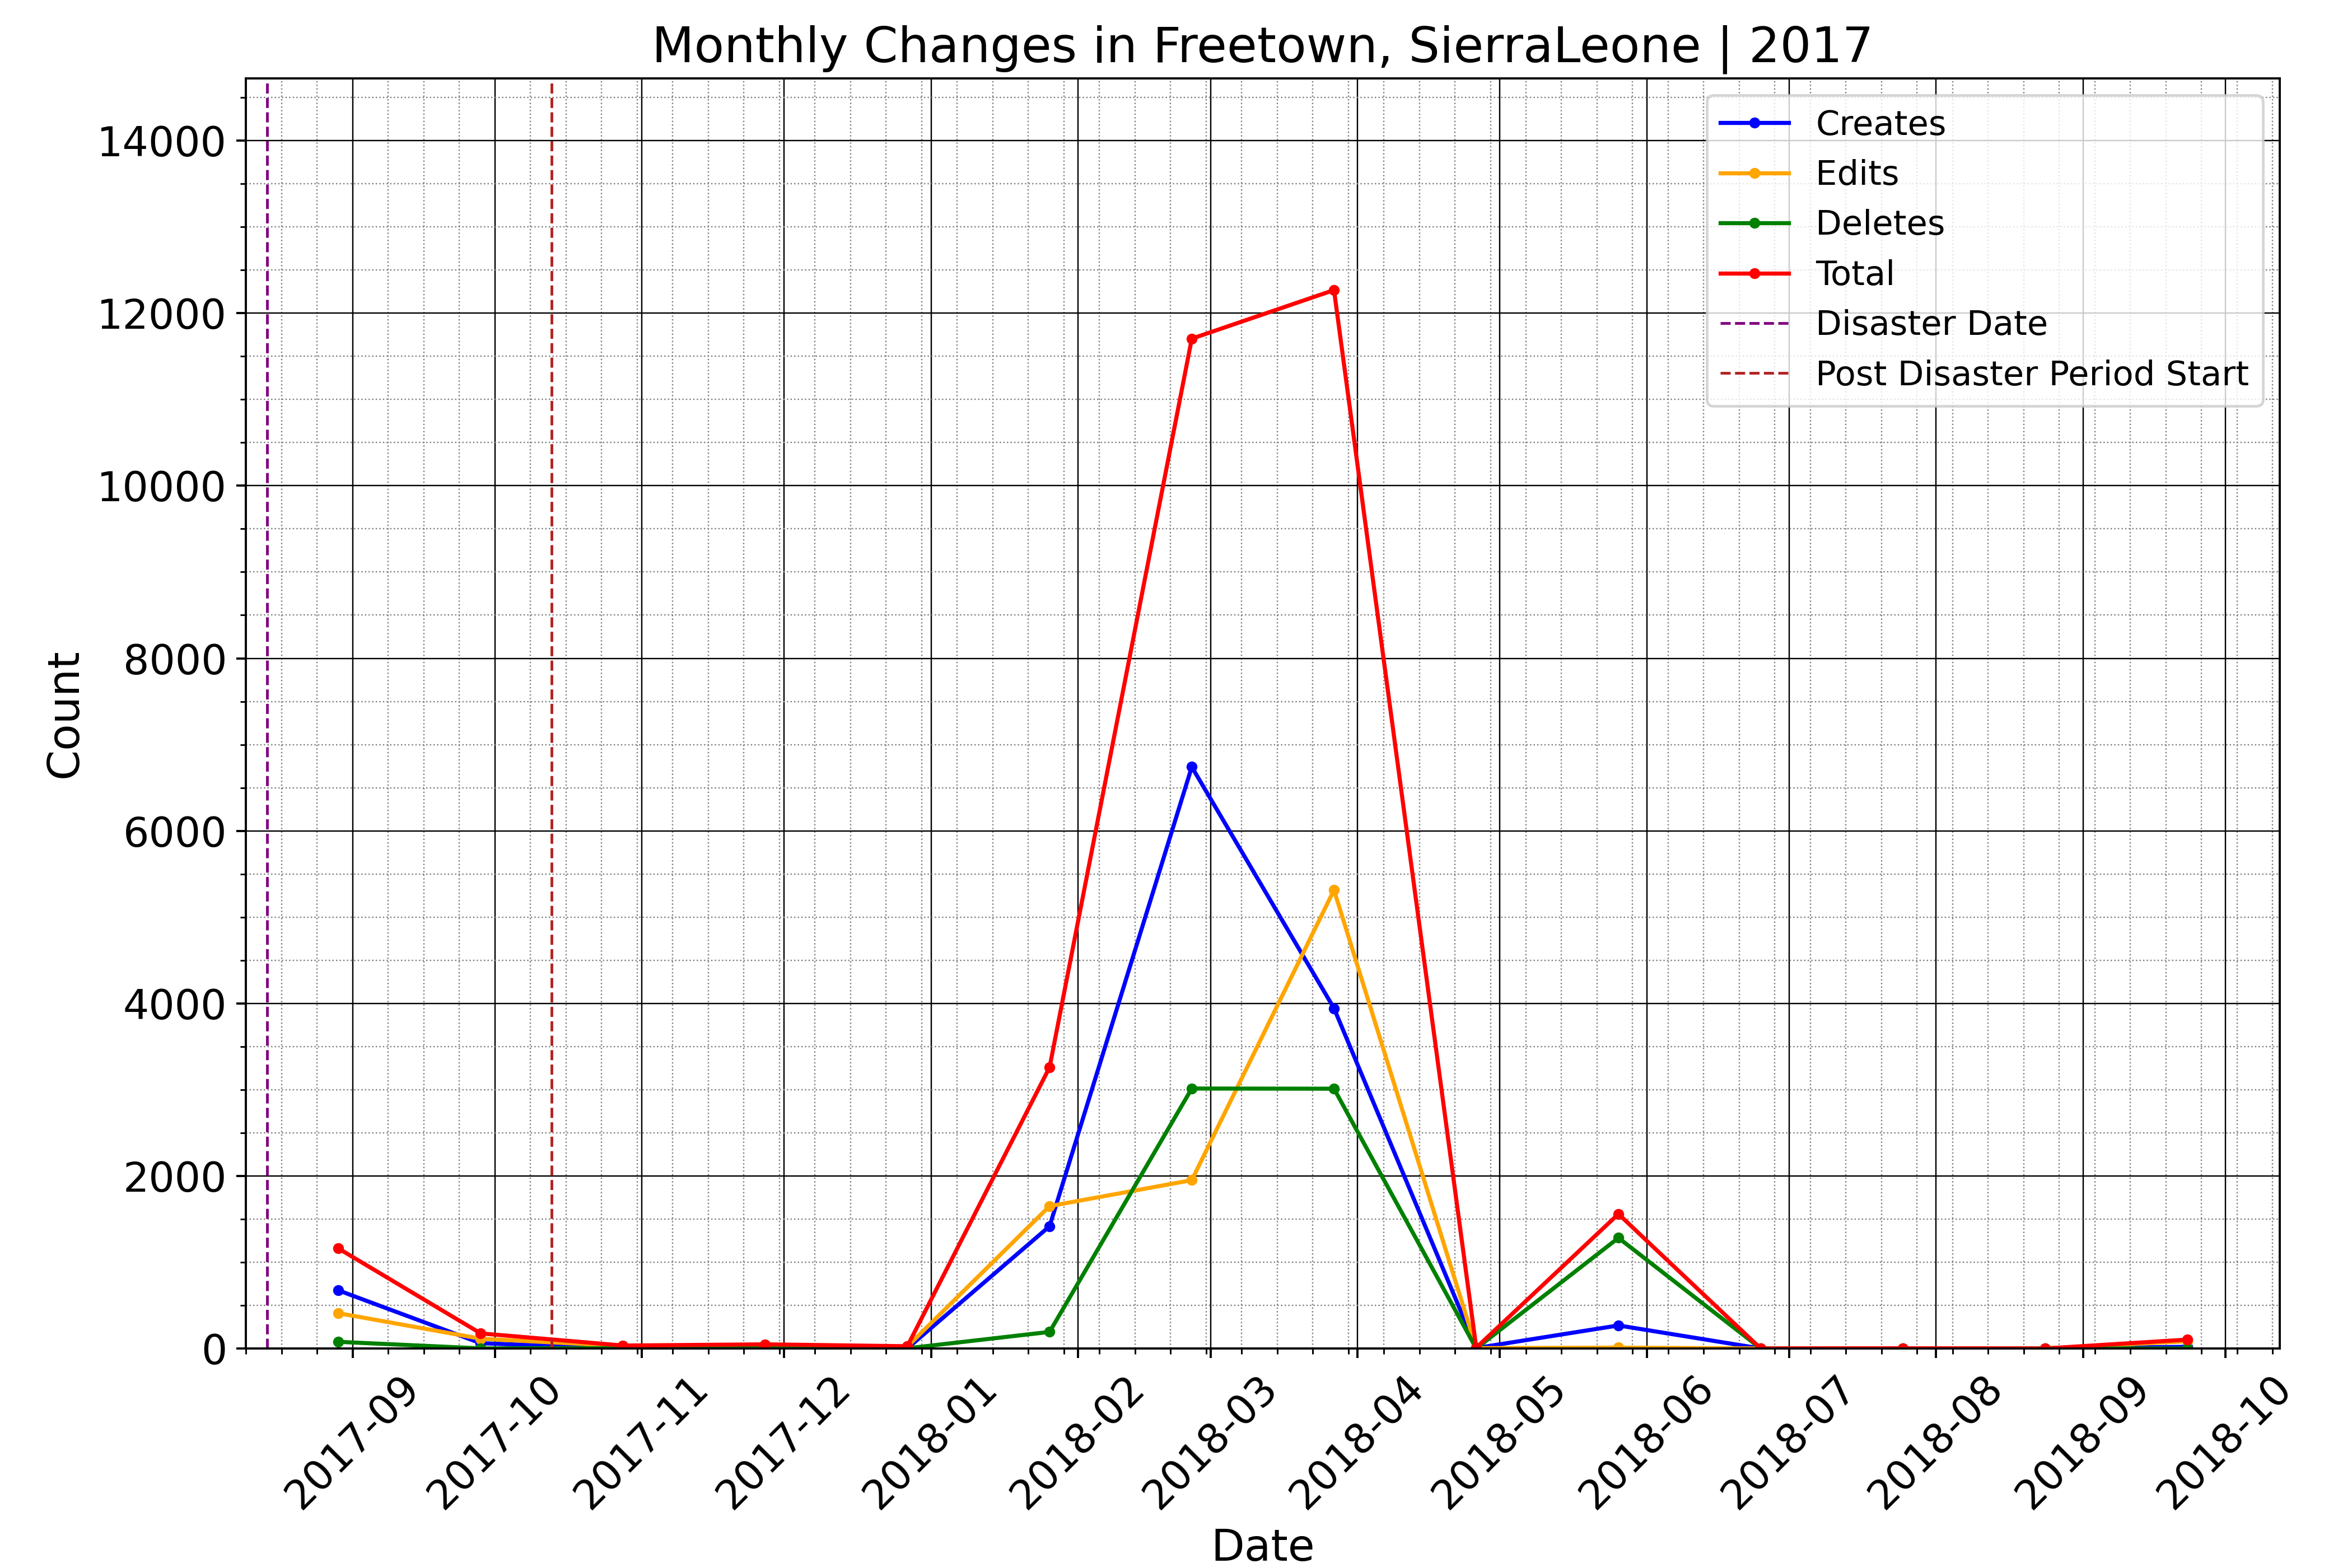 Monthly Changes in Freetown, SierraLeone | 2017
Creates
Edits
Deletes
Total
Disaster Date
Post Disaster Period Start
14000
12000
10000
8000
6000
4000
2000
0
Count
2017-09
2017-10
2017-11
2017-12
2018-01
2018-02
2018-03
2018-04
2018-05
2018-06
2018-07
2018-08
2018-09
2018-10
Date